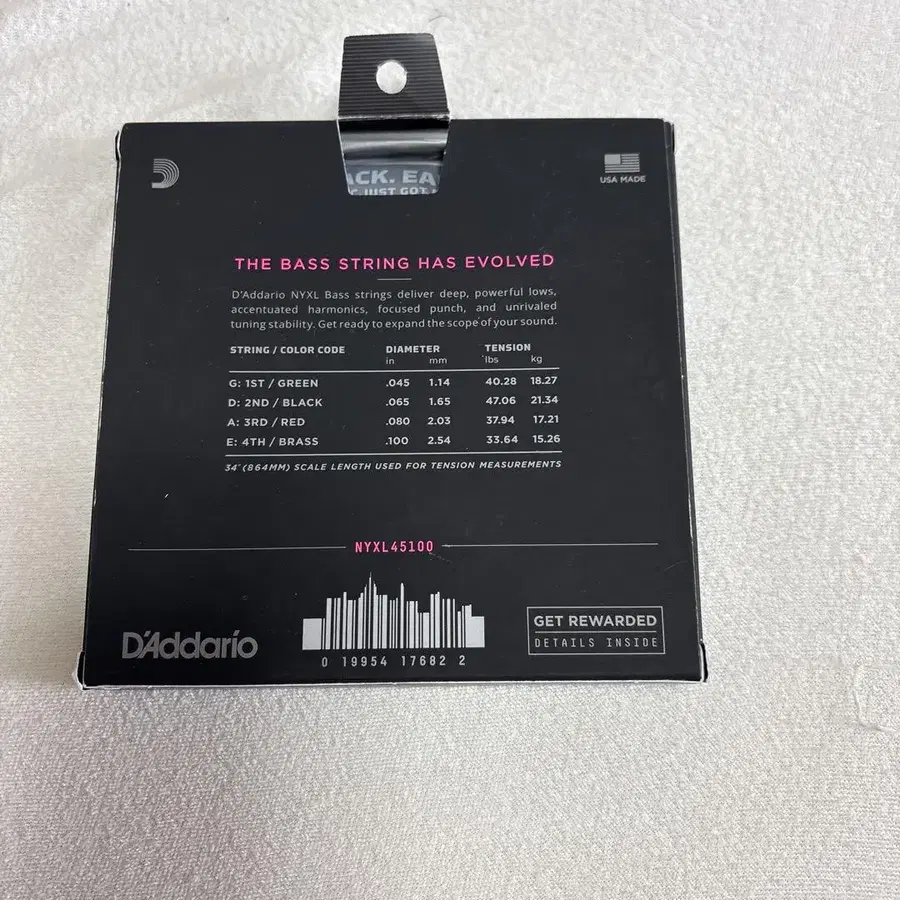 ACK. EA
C. JUST GOT
USA MADE
THE BASS STRING HAS EVOLVED
D'Addario NYXL Bass strings deliver deep, powerful lows,
accentuated harmonics, focused punch, and unrivaled
tuning stability. Get ready to expand the scope of your sound.
STRING / COLOR CODE DIAMETER TENSION
in mm lbs kg
G: 1ST / GREEN .045 1.14 40.28 18.27
D: 2ND / BLACK .065 1.65 47.06 21.34
A: 3RD / RED .080 2.03 37.94 17.21
E: 4TH / BRASS .100 2.54 33.64 15.26
34" (864MM) SCALE LENGTH USED FOR TENSION MEASUREMENTS
NYXL45100
D'Addario
0 19954 17682 2
GET REWARDED
DETAILS INSIDE